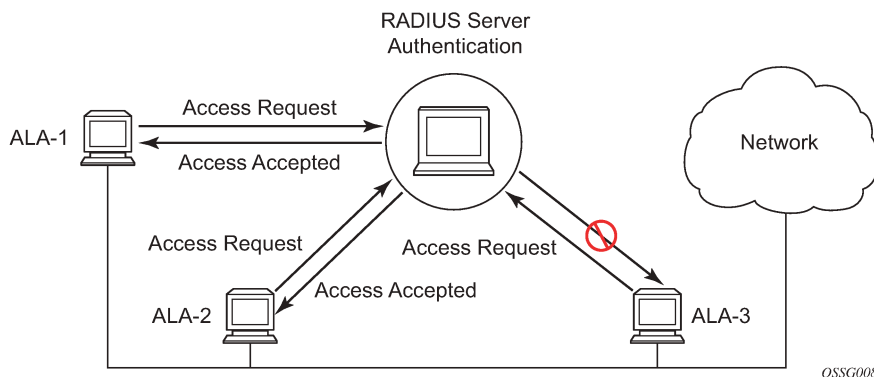 RADIUS Server
Authentication
Access Request
ALA-1
Access Accepted
Network
Access Request
Access Request
Access Accepted
ALA-2
ALA-3
OSSG008